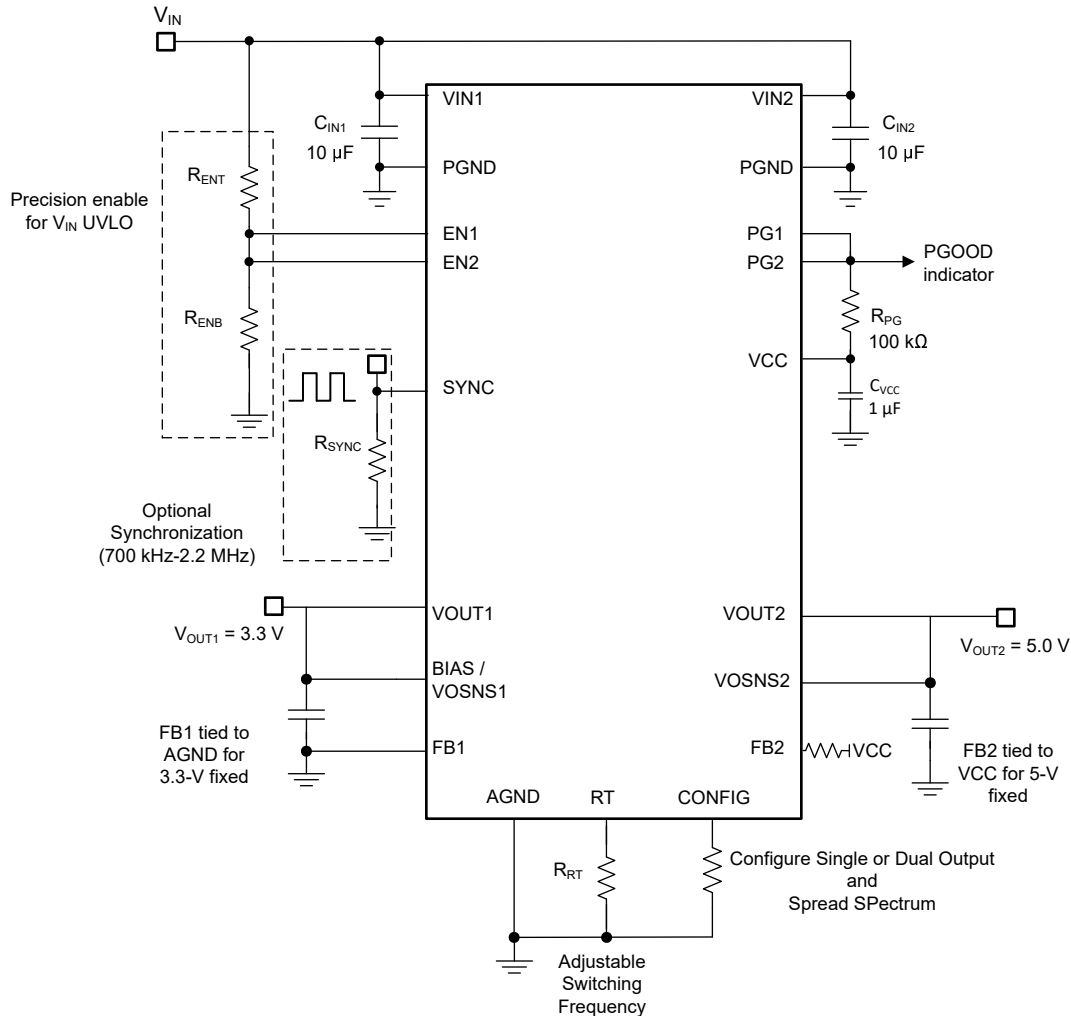 VIN
VIN1
VIN2
CIN1
10 µF
CIN2
10 µF
PGND
PGND
RENT
Precision enable
for VIN UVLO
EN1
EN2
PG1
PG2
PGOOD
indicator
RENB
RPG
100 kΩ
VCC
SYNC
CVCC
1 µF
RSYNC
Optional
Synchronization
(700 kHz-2.2 MHz)
VOUT1
VOUT2
VOUT1 = 3.3 V
VOUT2 = 5.0 V
BIAS /
VOSNS1
VOSNS2
FB1 tied to
AGND for
3.3-V fixed
FB1
FB2
VCC
FB2 tied to
VCC for 5-V
fixed
AGND
RT
CONFIG
RRT
Configure Single or Dual Output
and
Spread SPectrum
Adjustable
Switching
Frequency